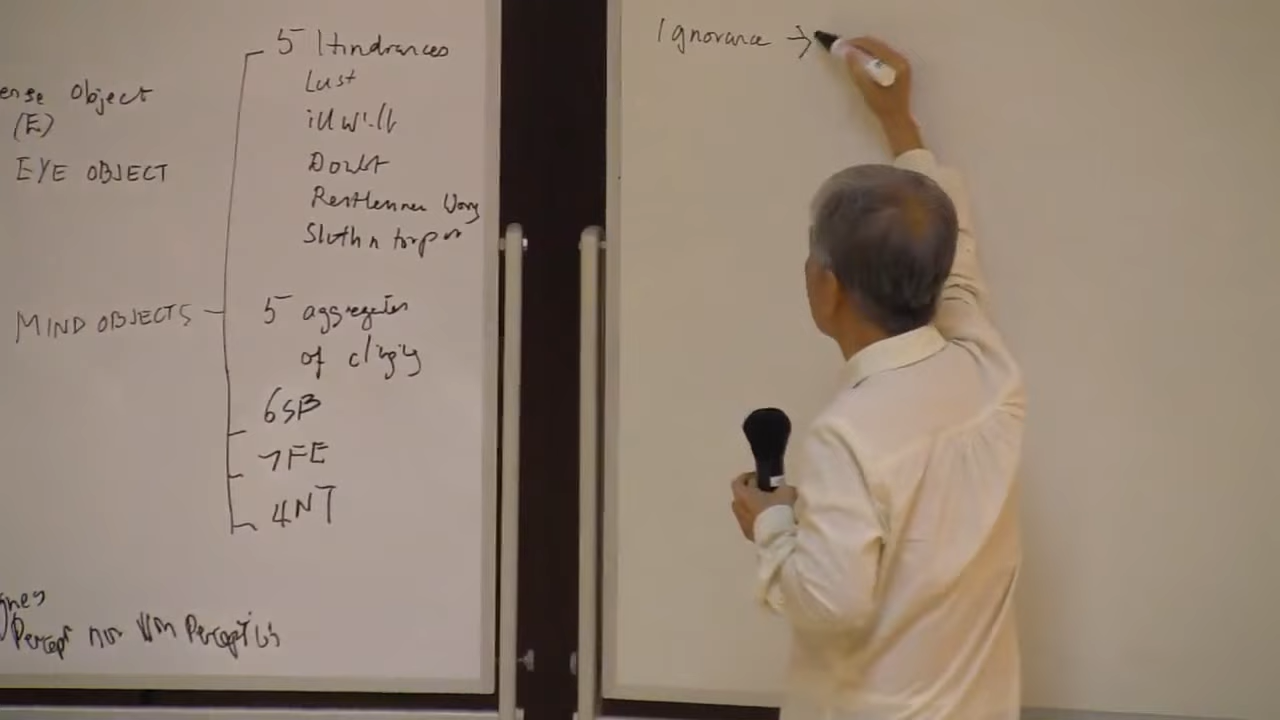 ense Object
(E)
EYE OBJECT
MIND OBJECTS
5 Hindrances
Lust
ill will
Doubt
Restlessness Worry
Sloth n torpor
5 aggregates
of clinging
6SB
7FE
4NT
Percept nor Non Perception
Ignorance →